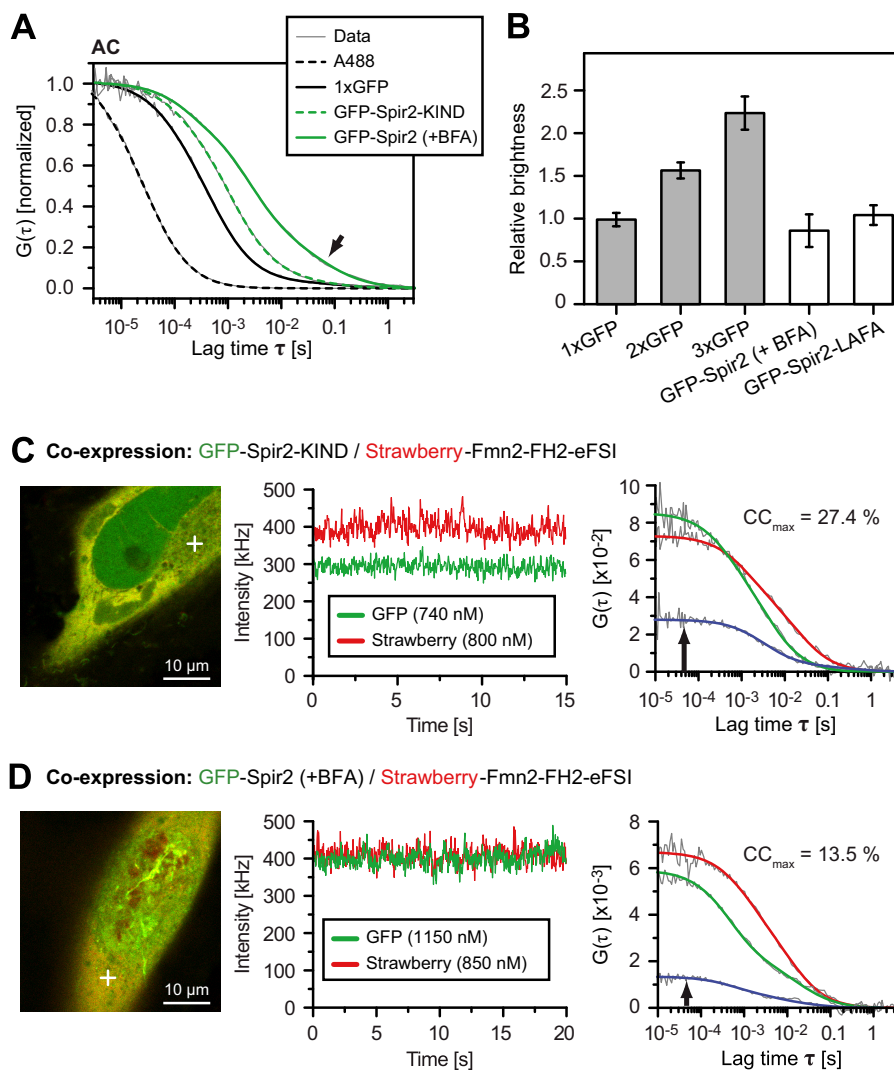 A
AC
Data
A488
1xGFP
GFP-Spir2-KIND
GFP-Spir2 (+BFA)
G(τ) [normalized]
1.0
0.8
0.6
0.4
0.2
0.0
10-5 10-4 10-3 10-2 0.1 1
Lag time τ [s]
B
Relative brightness
2.5
2.0
1.5
1.0
0.5
0
1xGFP
2xGFP
3xGFP
GFP-Spir2 (+ BFA)
GFP-Spir2-LAFA
C Co-expression: GFP-Spir2-KIND / Strawberry-Fmn2-FH2-eFSI
10 µm
Intensity [kHz]
500
400
300
200
100
0
GFP (740 nM)
Strawberry (800 nM)
0 5 10 15
Time [s]
G(τ) [x10-2]
10
8
6
4
2
0
CCmax = 27.4 %
10-5 10-4 10-3 10-2 0.1 1
Lag time τ [s]
D Co-expression: GFP-Spir2 (+BFA) / Strawberry-Fmn2-FH2-eFSI
10 µm
Intensity [kHz]
500
400
300
200
100
0
GFP (1150 nM)
Strawberry (850 nM)
0 5 10 15 20
Time [s]
G(τ) [x10-3]
8
6
4
2
0
CCmax = 13.5 %
10-5 10-4 10-3 10-2 0.1 1
Lag time τ [s]